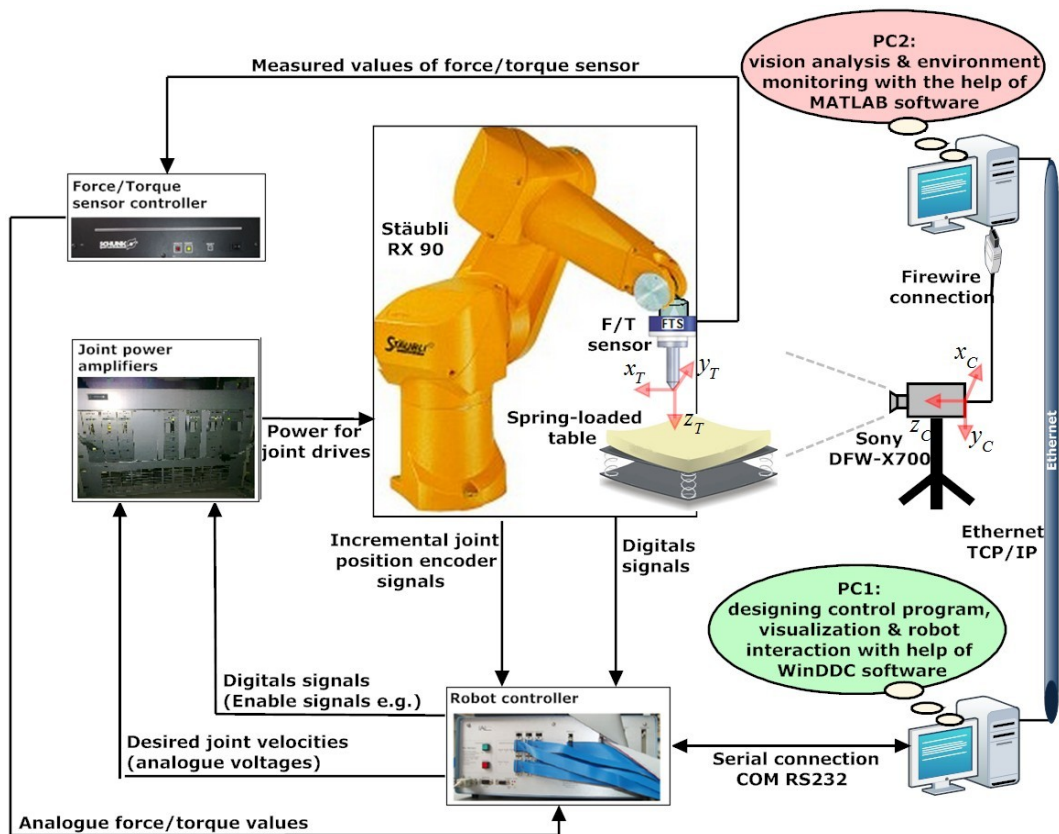 PC2:
vision analysis & environment
monitoring with the help of
MATLAB software
Measured values of force/torque sensor
Force/Torque
sensor controller
SCHUNK
Stäubli
RX 90
Firewire
connection
F/T
sensor
FTS
STÄUBLI
Joint power
amplifiers
x_T
y_T
z_T
x_C
z_C
y_C
Spring-loaded
table
Sony
DFW-X700
Ethernet
Power for
joint drives
Incremental joint
position encoder
signals
Digitals
signals
Ethernet
TCP/IP
PC1:
designing control program,
visualization & robot
interaction with help of
WinDDC software
Digitals signals
(Enable signals e.g.)
Desired joint velocities
(analogue voltages)
Robot controller
Serial connection
COM RS232
Analogue force/torque values